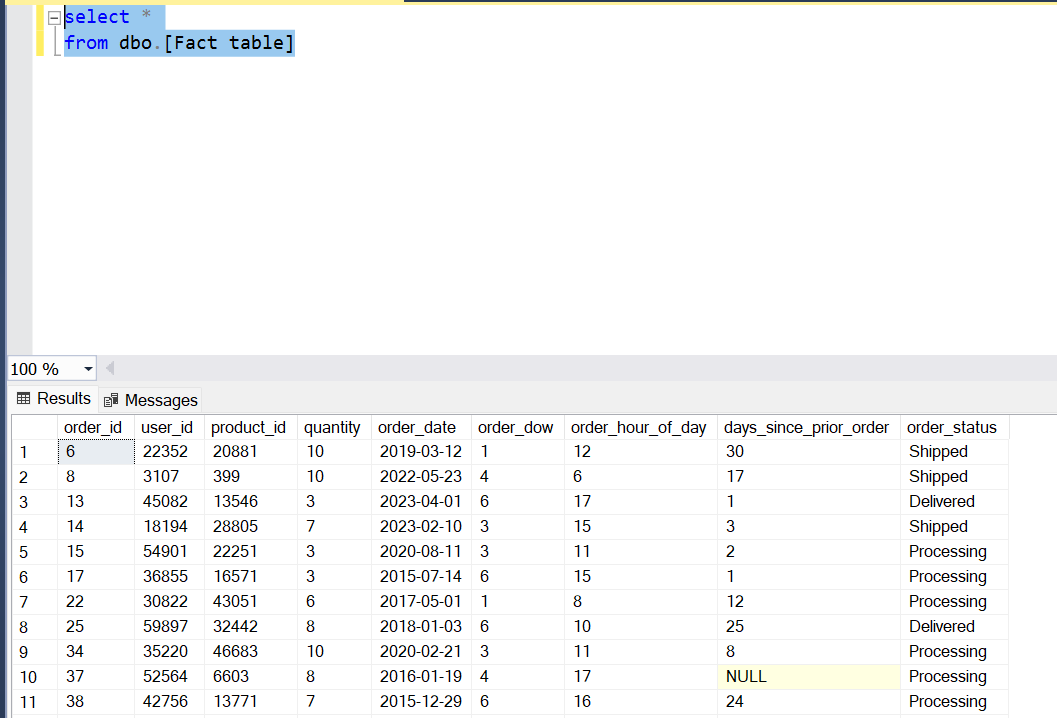 select *
from dbo.[Fact table]
100 %
Results Messages
order_id user_id product_id quantity order_date order_dow order_hour_of_day days_since_prior_order order_status
1 6 22352 20881 10 2019-03-12 1 12 30 Shipped
2 8 3107 399 10 2022-05-23 4 6 17 Shipped
3 13 45082 13546 3 2023-04-01 6 17 1 Delivered
4 14 18194 28805 7 2023-02-10 3 15 3 Shipped
5 15 54901 22251 3 2020-08-11 3 11 2 Processing
6 17 36855 16571 3 2015-07-14 6 15 1 Processing
7 22 30822 43051 6 2017-05-01 1 8 12 Processing
8 25 59897 32442 8 2018-01-03 6 10 25 Delivered
9 34 35220 46683 10 2020-02-21 3 11 8 Processing
10 37 52564 6603 8 2016-01-19 4 17 NULL Processing
11 38 42756 13771 7 2015-12-29 6 16 24 Processing